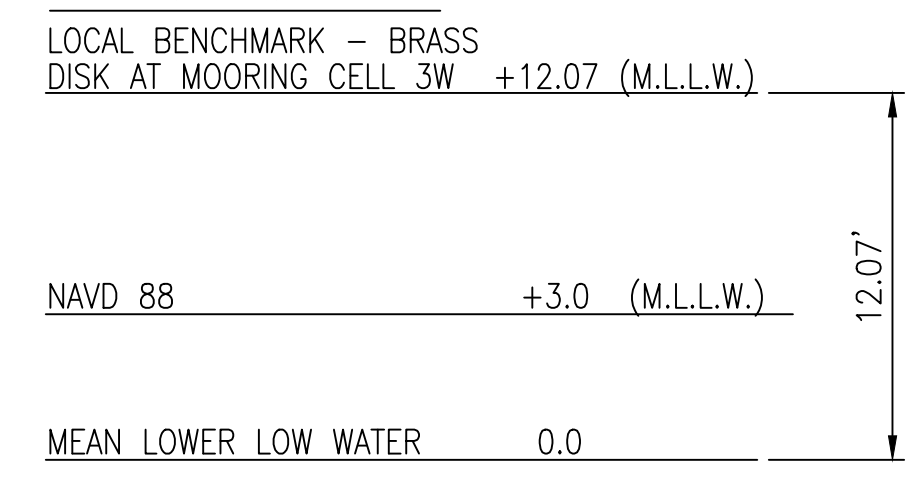 LOCAL BENCHMARK – BRASS
DISK AT MOORING CELL 3W +12.07 (M.L.L.W.)
12.07'
NAVD 88 +3.0 (M.L.L.W.)
MEAN LOWER LOW WATER 0.0